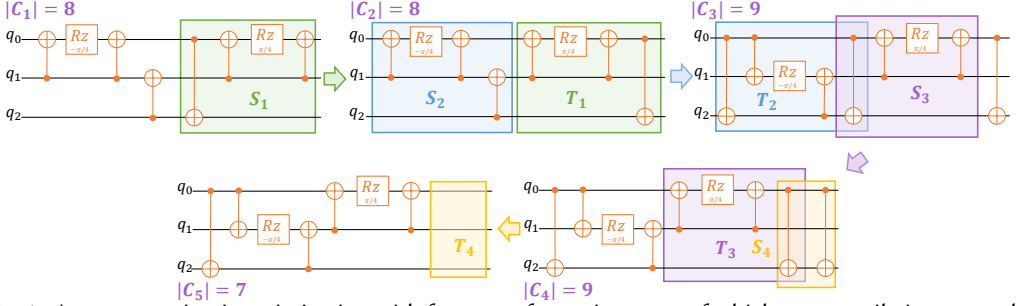 |C₁| = 8
q₀ Rz −π/4 Rz π/4
q₁ S₁
q₂
|C₂| = 8
q₀ Rz −π/4 Rz π/4
q₁ S₂ T₁
q₂
|C₃| = 9
q₀ Rz π/4
q₁ Rz −π/4 T₂ S₃
q₂
q₀ Rz π/4
q₁ Rz −π/4 T₄
q₂
|C₅| = 7
q₀ Rz π/4
q₁ Rz −π/4 T₃ S₄
q₂
|C₄| = 9